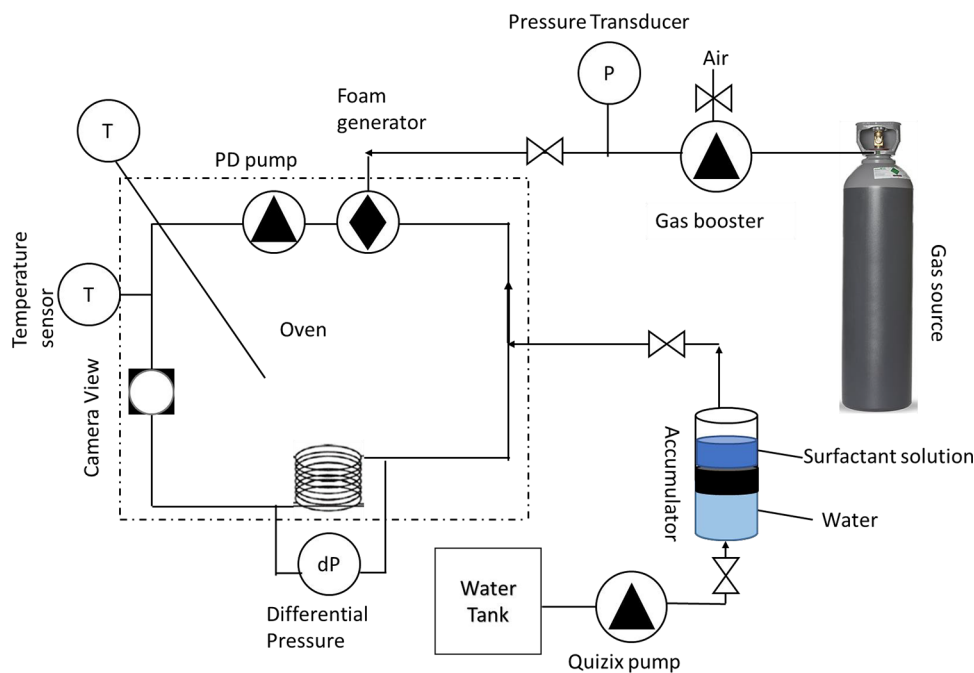 Pressure Transducer
P
Air
Foam
generator
T
PD pump
Gas booster
Gas source
Temperature
sensor
T
Oven
Camera View
Accumulator
Surfactant solution
Water
dP
Differential
Pressure
Water
Tank
Quizix pump